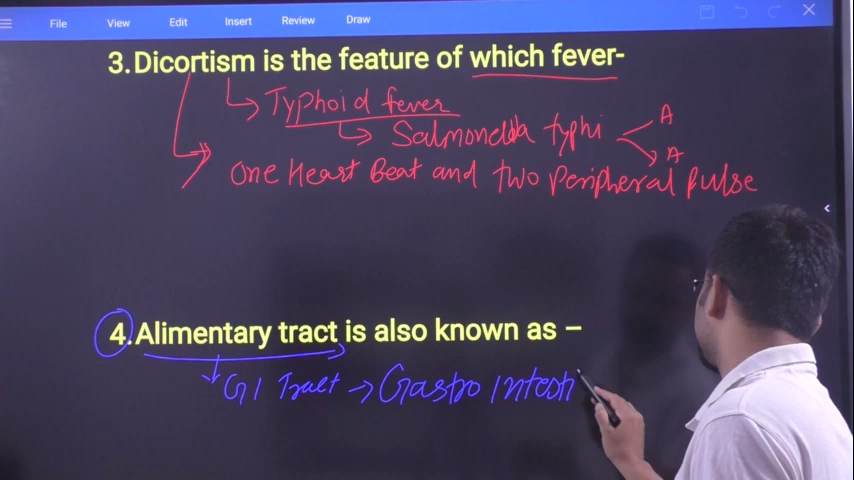 File View Edit Insert Review Draw
3.Dicortism is the feature of which fever-
Typhoid fever
Salmonella typhi
A
A
One Heart Beat and two Peripheral pulse
4.Alimentary tract is also known as –
GI Tract → Gastro Intesti